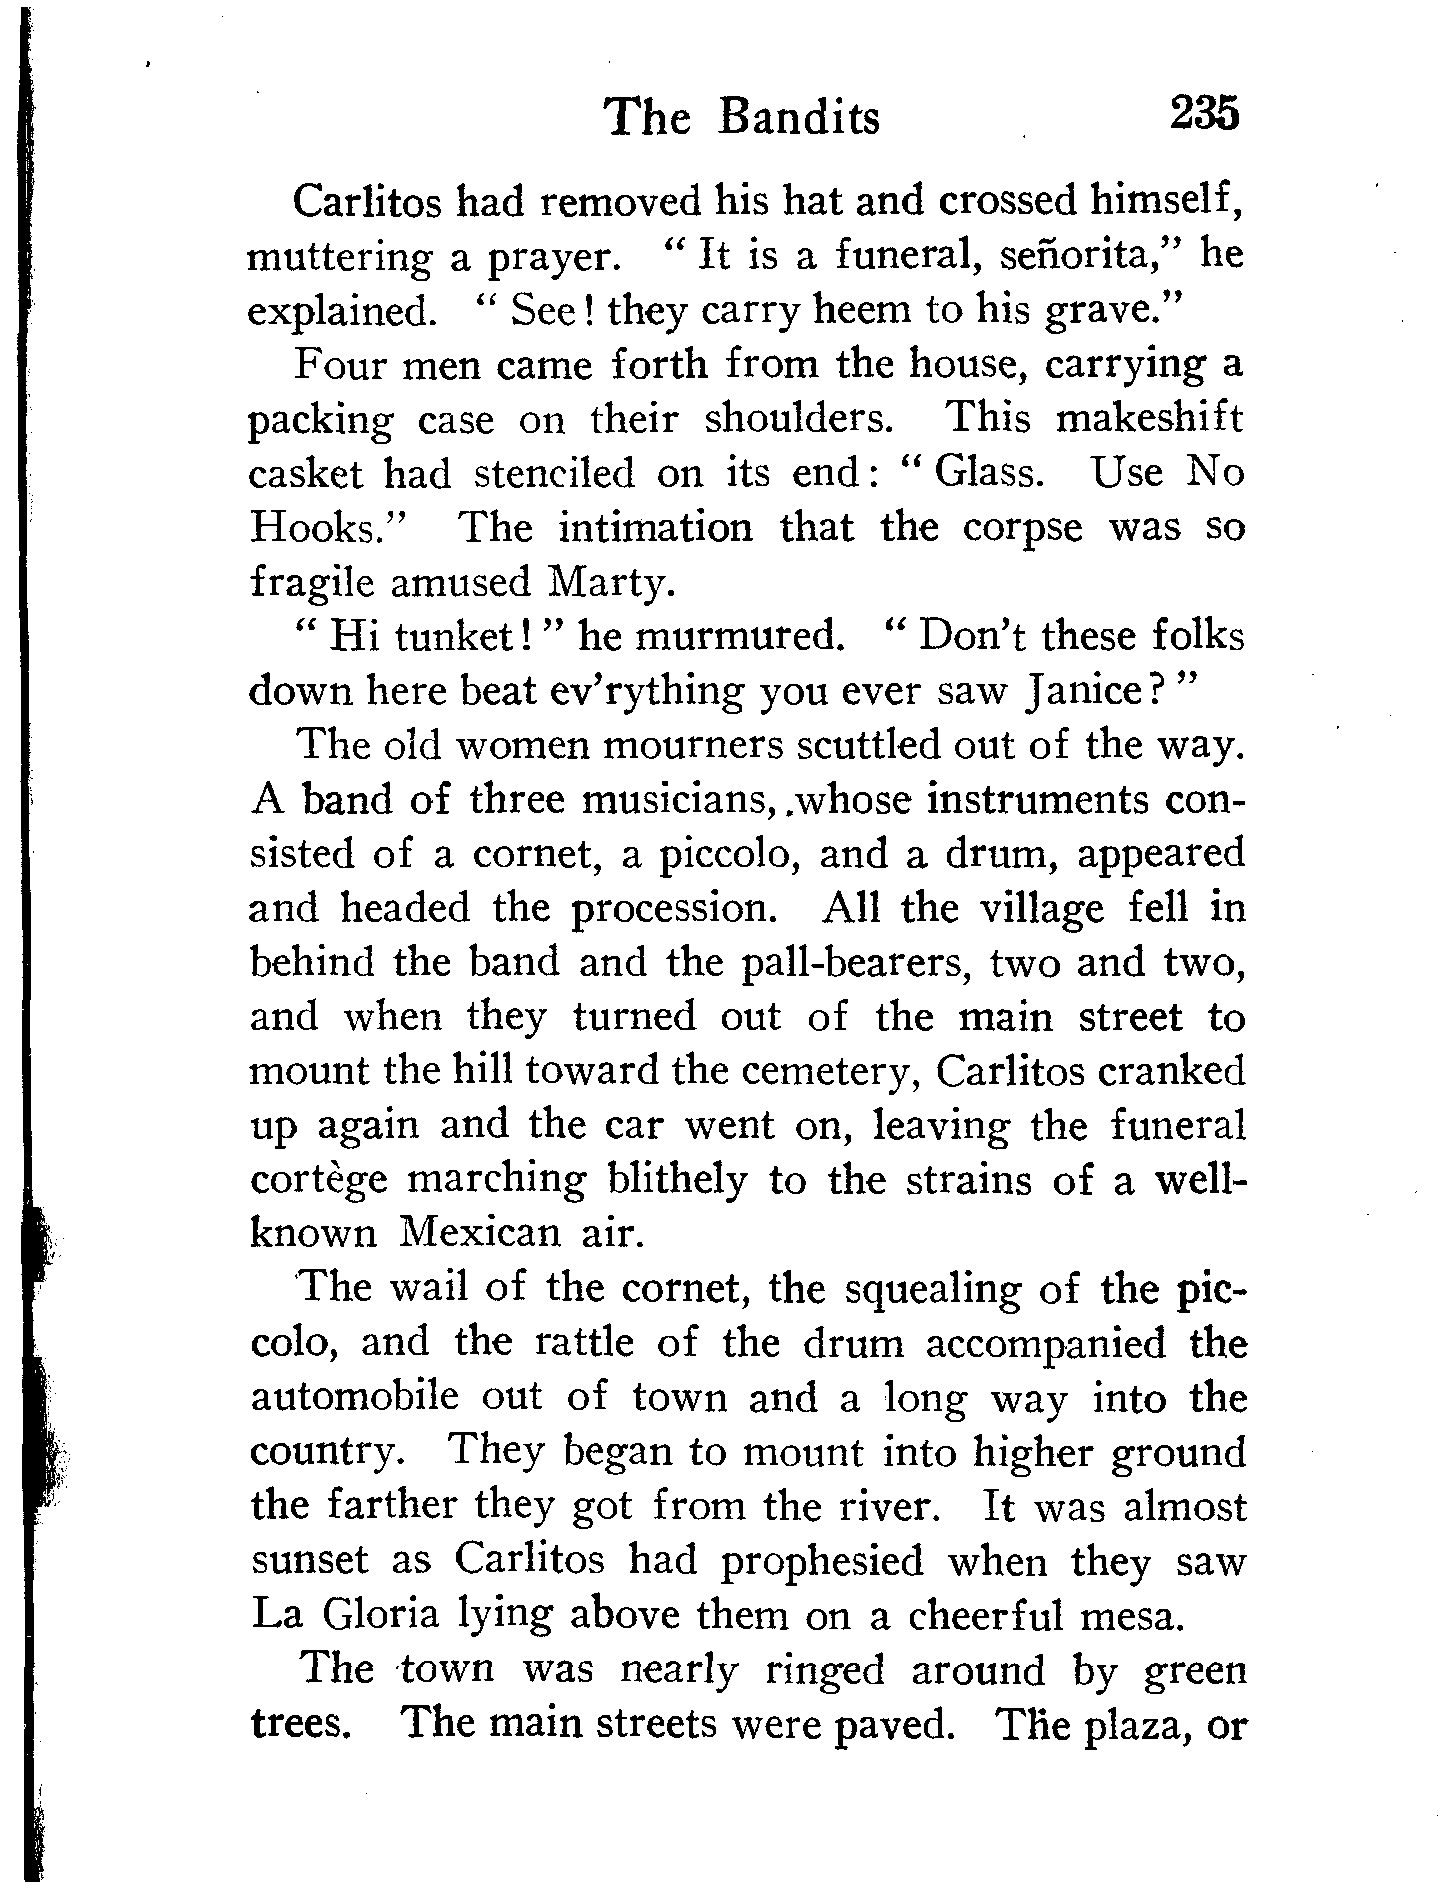 The Bandits 235
Carlitos had removed his hat and crossed himself,
muttering a prayer. “ It is a funeral, señorita,” he
explained. “ See! they carry heem to his grave.”
Four men came forth from the house, carrying a
packing case on their shoulders. This makeshift
casket had stenciled on its end: “ Glass. Use No
Hooks.” The intimation that the corpse was so
fragile amused Marty.
“ Hi tunket! ” he murmured. “ Don’t these folks
down here beat ev’rything you ever saw Janice? ”
The old women mourners scuttled out of the way.
A band of three musicians, whose instruments con-
sisted of a cornet, a piccolo, and a drum, appeared
and headed the procession. All the village fell in
behind the band and the pall-bearers, two and two,
and when they turned out of the main street to
mount the hill toward the cemetery, Carlitos cranked
up again and the car went on, leaving the funeral
cortège marching blithely to the strains of a well-
known Mexican air.
The wail of the cornet, the squealing of the pic-
colo, and the rattle of the drum accompanied the
automobile out of town and a long way into the
country. They began to mount into higher ground
the farther they got from the river. It was almost
sunset as Carlitos had prophesied when they saw
La Gloria lying above them on a cheerful mesa.
The town was nearly ringed around by green
trees. The main streets were paved. The plaza, or